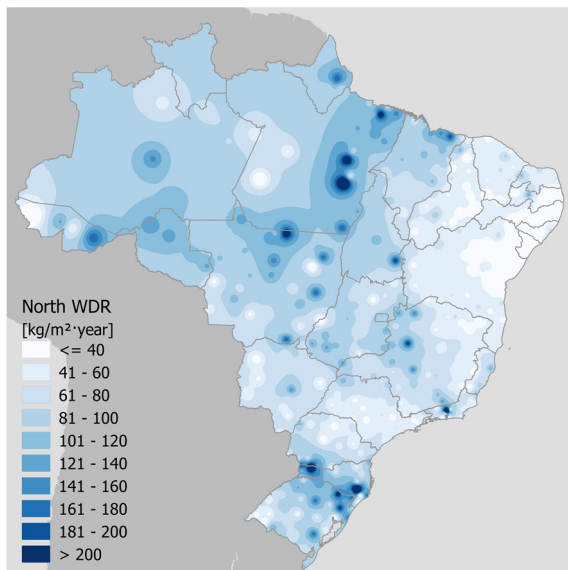 North WDR
[kg/m²·year]
<= 40
41 - 60
61 - 80
81 - 100
101 - 120
121 - 140
141 - 160
161 - 180
181 - 200
> 200